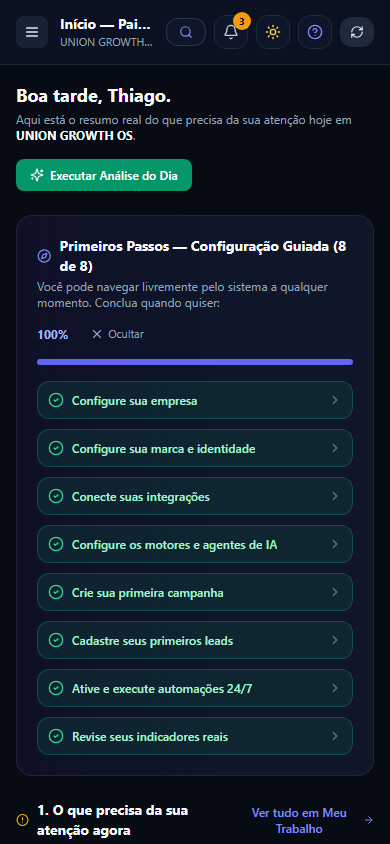 Início — Pai...
UNION GROWTH...
3
Boa tarde, Thiago.
Aqui está o resumo real do que precisa da sua atenção hoje em
UNION GROWTH OS.
Executar Análise do Dia
Primeiros Passos — Configuração Guiada (8
de 8)
Você pode navegar livremente pelo sistema a qualquer
momento. Conclua quando quiser:
100%
Ocultar
Configure sua empresa
Configure sua marca e identidade
Conecte suas integrações
Configure os motores e agentes de IA
Crie sua primeira campanha
Cadastre seus primeiros leads
Ative e execute automações 24/7
Revise seus indicadores reais
1. O que precisa da sua
atenção agora
Ver tudo em Meu
Trabalho